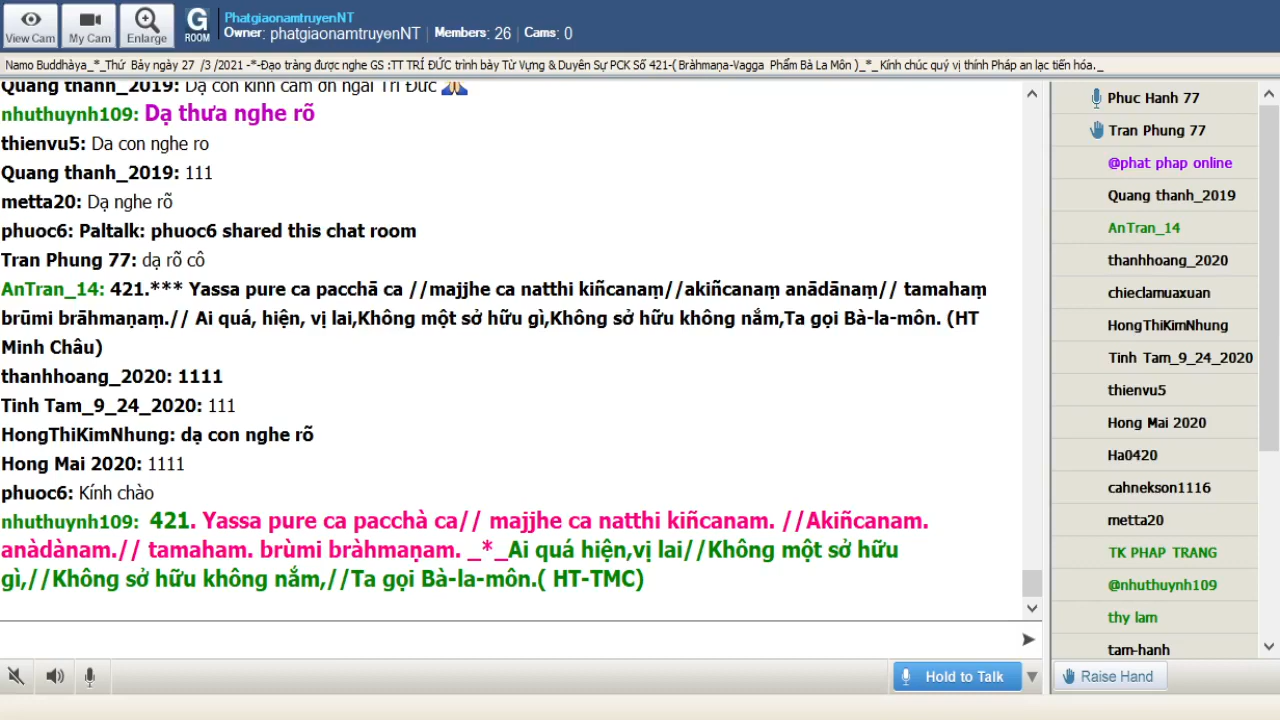 View Cam
My Cam
Enlarge
G
ROOM
PhatgiaonamtruyenNT
Owner: phatgiaonamtruyenNT | Members: 26 | Cams: 0
Namo Buddhàya_*_Thứ Bảy ngày 27 /3 /2021 -*-Đạo tràng được nghe GS :TT TRÍ ĐỨC trình bày Từ Vựng & Duyên Sự PCK Số 421-( Bràhmaṇa-Vagga Phẩm Bà La Môn )_*_ Kính chúc quý vị thính Pháp an lạc tiến hóa._
Quang thanh_2019: Dạ con kính cám ơn ngài Trí Đức 🙏
nhuthuynh109: Dạ thưa nghe rõ
thienvu5: Da con nghe ro
Quang thanh_2019: 111
metta20: Dạ nghe rõ
phuoc6: Paltalk: phuoc6 shared this chat room
Tran Phung 77: dạ rõ cô
AnTran_14: 421.*** Yassa pure ca pacchā ca //majjhe ca natthi kiñcanaṃ//akiñcanaṃ anādānaṃ// tamahaṃ
brūmi brāhmaṇaṃ.// Ai quá, hiện, vị lai,Không một sở hữu gì,Không sở hữu không nắm,Ta gọi Bà-la-môn. (HT
Minh Châu)
thanhhoang_2020: 1111
Tinh Tam_9_24_2020: 111
HongThiKimNhung: dạ con nghe rõ
Hong Mai 2020: 1111
phuoc6: Kính chào
nhuthuynh109: 421. Yassa pure ca pacchà ca// majjhe ca natthi kiñcanam. //Akiñcanam.
anàdànam.// tamaham. brùmi bràhmaṇam. _*_Ai quá hiện,vị lai//Không một sở hữu
gì,//Không sở hữu không nắm,//Ta gọi Bà-la-môn.( HT-TMC)
Hold to Talk
Phuc Hanh 77
Tran Phung 77
@phat phap online
Quang thanh_2019
AnTran_14
thanhhoang_2020
chieclamuaxuan
HongThiKimNhung
Tinh Tam_9_24_2020
thienvu5
Hong Mai 2020
Ha0420
cahnekson1116
metta20
TK PHAP TRANG
@nhuthuynh109
thy lam
tam-hanh
Raise Hand